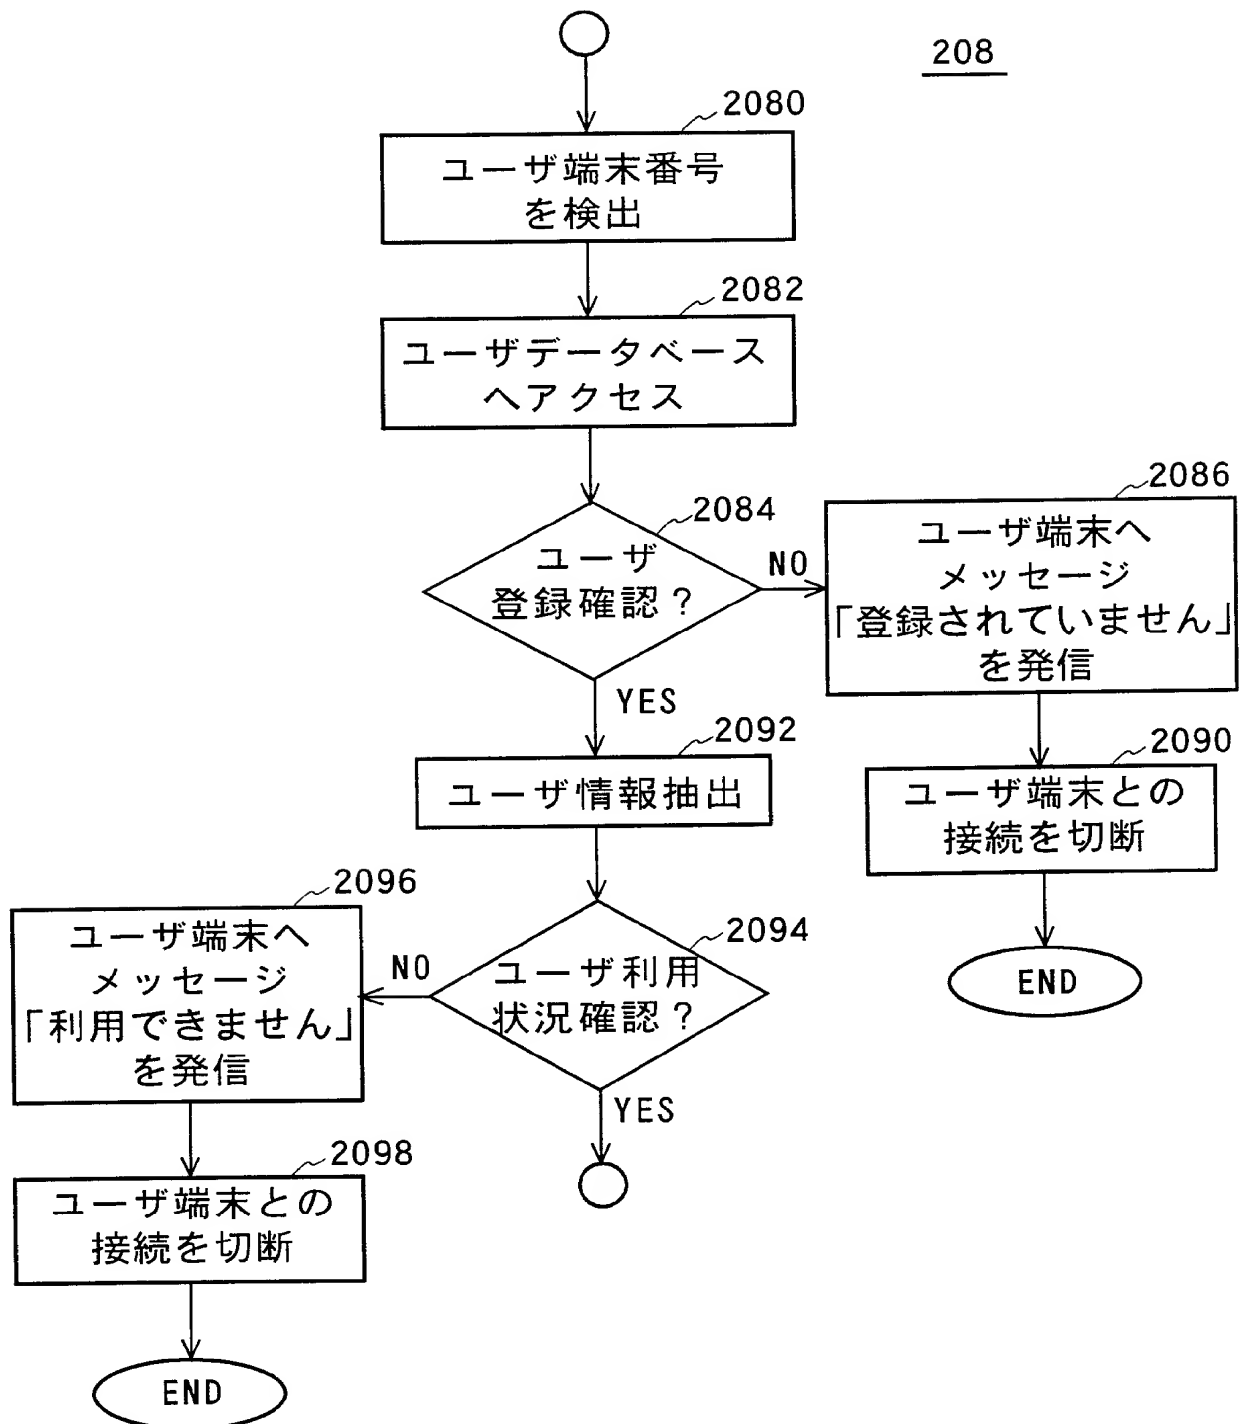 208
2080
ユーザ端末番号
を検出
2082
ユーザデータベース
へアクセス
2084
ユーザ
登録確認？
NO
2086
ユーザ端末へ
メッセージ
「登録されていません」
を発信
YES
2090
ユーザ端末との
接続を切断
END
2092
ユーザ情報抽出
2094
ユーザ利用
状況確認？
NO
2096
ユーザ端末へ
メッセージ
「利用できません」
を発信
YES
2098
ユーザ端末との
接続を切断
END